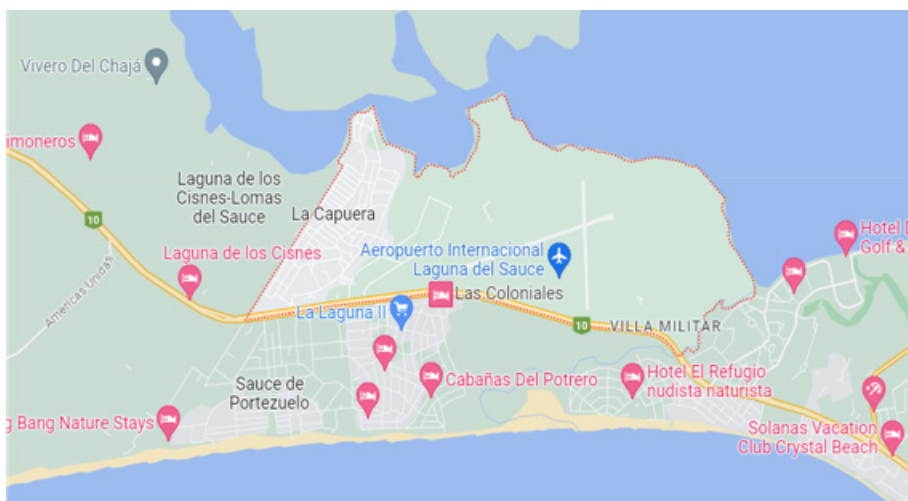 Vivero Del Chajá
imoneros
Laguna de los
Cisnes-Lomas
del Sauce
La Capuera
10
Laguna de los Cisnes
Aeropuerto Internacional
Laguna del Sauce
Hotel D
Golf &
Americas Unidas
Las Coloniales
La Laguna II
10
VILLA MILITAR
Sauce de
Portezuelo
Cabañas Del Potrero
Hotel El Refugio
nudista naturista
g Bang Nature Stays
Solanas Vacation
Club Crystal Beach